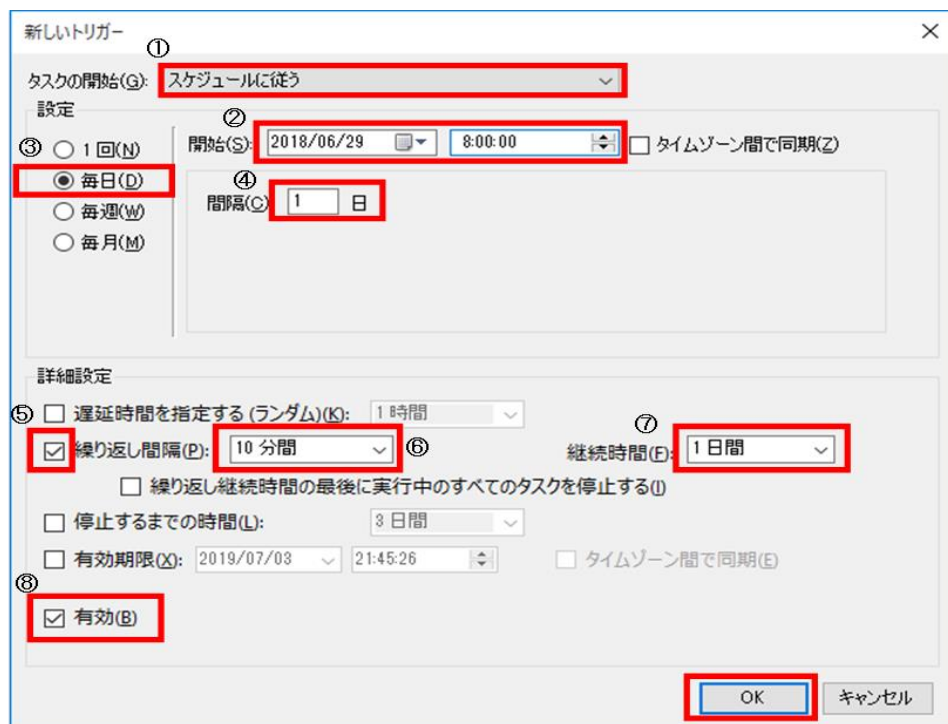 新しいトリガー
①
タスクの開始(G): スケジュールに従う
設定
②
③ 1 回(N) 開始(S): 2018/06/29 8:00:00 タイムゾーン間で同期(Z)
毎日(D)
④
間隔(C) 1 日
毎週(W)
毎月(M)
詳細設定
⑤ 遅延時間を指定する (ランダム)(K): 1 時間
⑦
繰り返し間隔(P): 10 分間 ⑥ 継続時間(F): 1 日間
繰り返し継続時間の最後に実行中のすべてのタスクを停止する(I)
停止するまでの時間(L): 3 日間
有効期限(X): 2019/07/03 21:45:26 タイムゾーン間で同期(E)
⑧
有効(B)
OK キャンセル